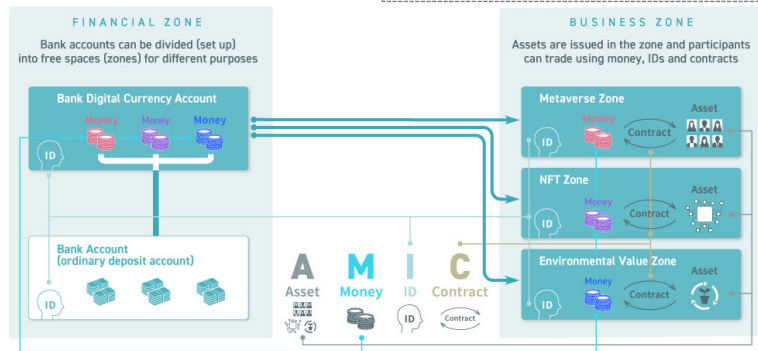 FINANCIAL ZONE
Bank accounts can be divided (set up)
into free spaces (zones) for different purposes
Bank Digital Currency Account
Money
Money
Money
ID
Bank Account
(ordinary deposit account)
ID
A
Asset
M
Money
I
ID
ID
C
Contract
Contract
BUSINESS ZONE
Assets are issued in the zone and participants
can trade using money, IDs and contracts
Metaverse Zone
ID
Money
Contract
Asset
NFT Zone
ID
Money
Contract
Asset
Environmental Value Zone
ID
Money
Contract
Asset